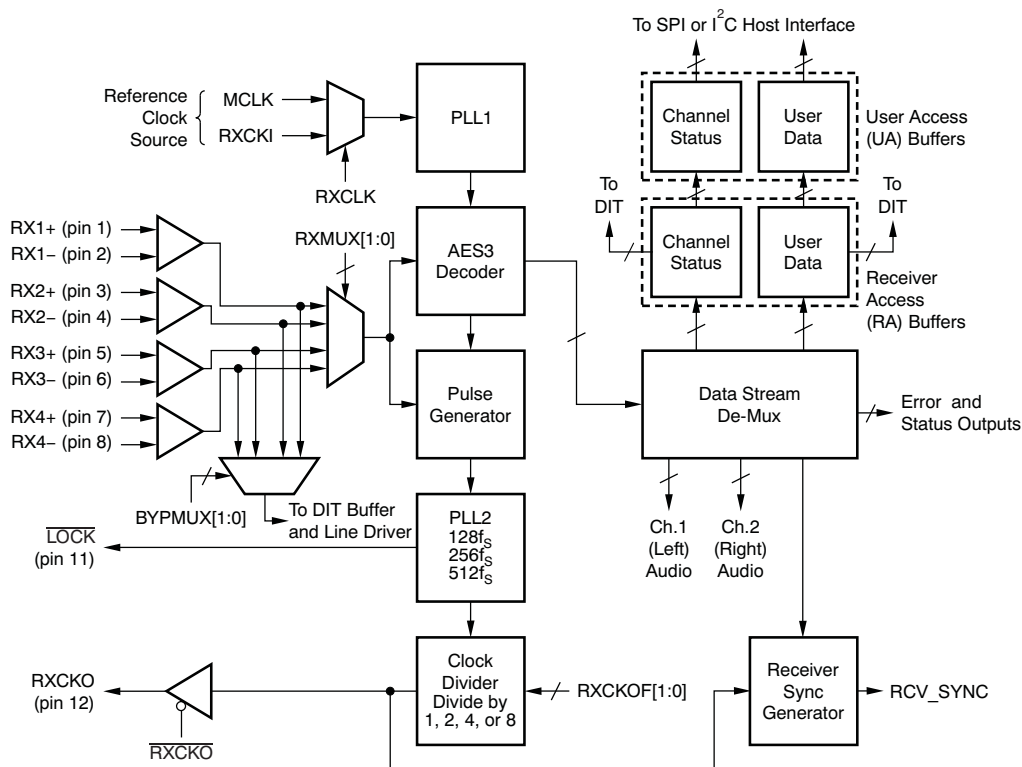 To SPI or I2C Host Interface
Reference
Clock
Source
MCLK
RXCKI
RXCLK
PLL1
Channel
Status
User
Data
User Access
(UA) Buffers
To
DIT
To
DIT
Channel
Status
User
Data
Receiver
Access
(RA) Buffers
RX1+ (pin 1)
RX1− (pin 2)
RX2+ (pin 3)
RX2− (pin 4)
RX3+ (pin 5)
RX3− (pin 6)
RX4+ (pin 7)
RX4− (pin 8)
RXMUX[1:0]
AES3
Decoder
Pulse
Generator
Data Stream
De-Mux
Error and
Status Outputs
BYPMUX[1:0]
To DIT Buffer
and Line Driver
Ch.1
(Left)
Audio
Ch.2
(Right)
Audio
LOCK
(pin 11)
PLL2
128fS
256fS
512fS
RXCKO
(pin 12)
RXCKO
Clock
Divider
Divide by
1, 2, 4, or 8
RXCKOF[1:0]
Receiver
Sync
Generator
RCV_SYNC